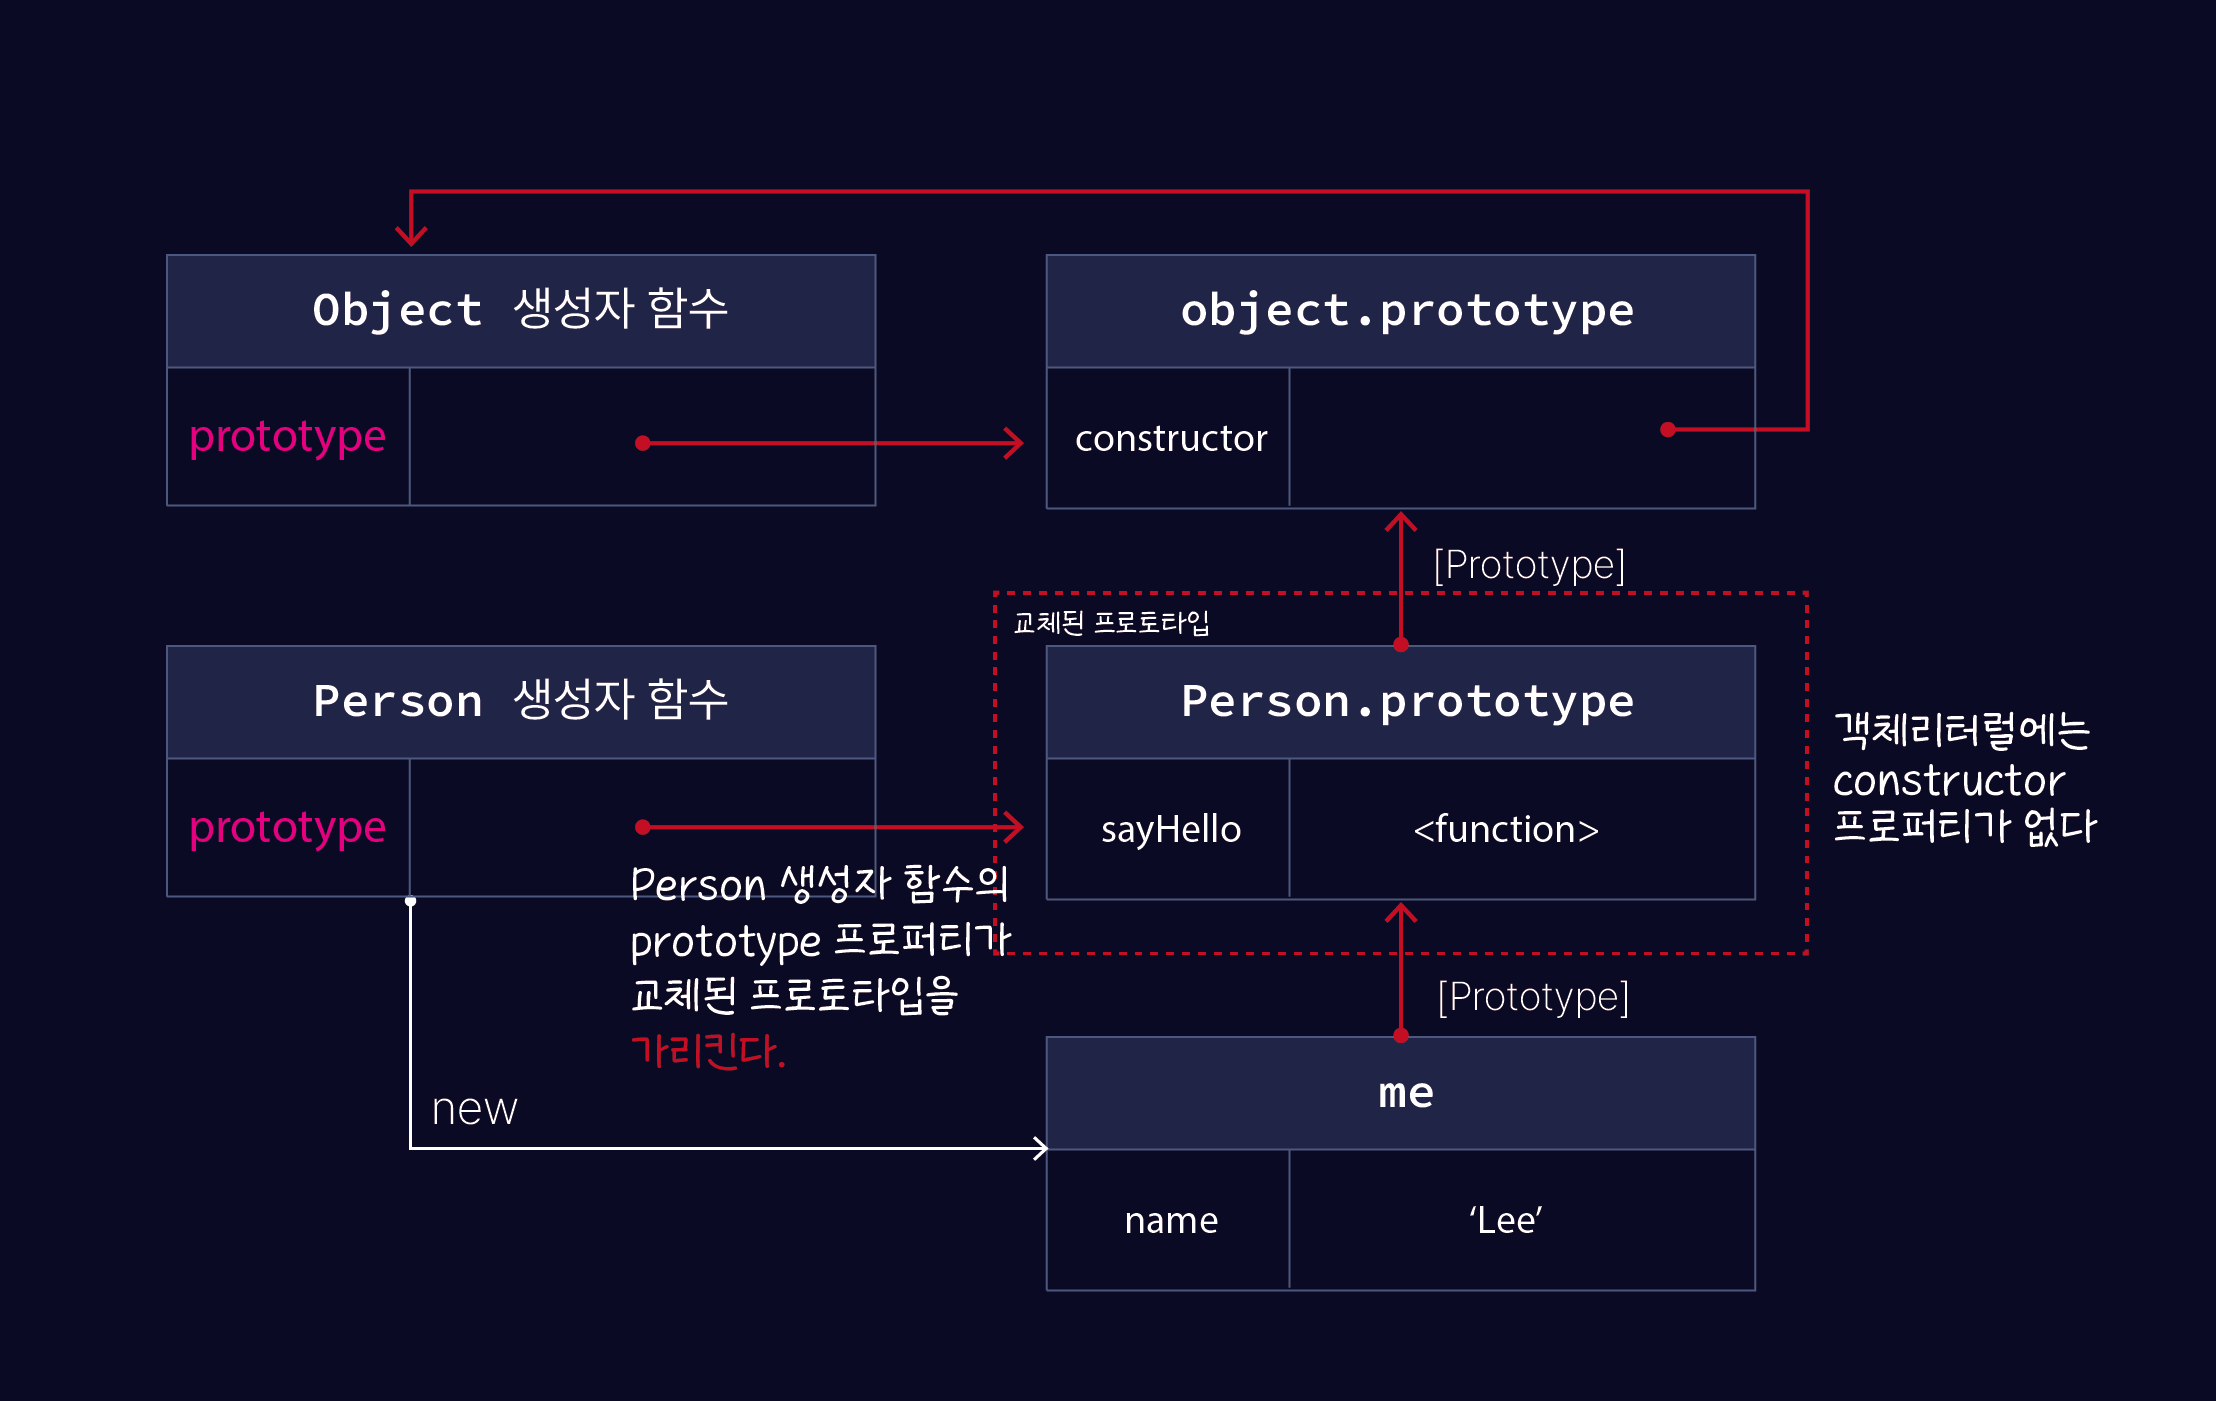 Object 생성자 함수
object.prototype
prototype
constructor
[Prototype]
교체된 프로토타입
Person 생성자 함수
Person.prototype
prototype
sayHello
<function>
객체리터럴에는
constructor
프로퍼티가 없다
Person 생성자 함수의
prototype 프로퍼티가
교체된 프로토타입을
가리킨다.
[Prototype]
new
me
name
‘Lee’